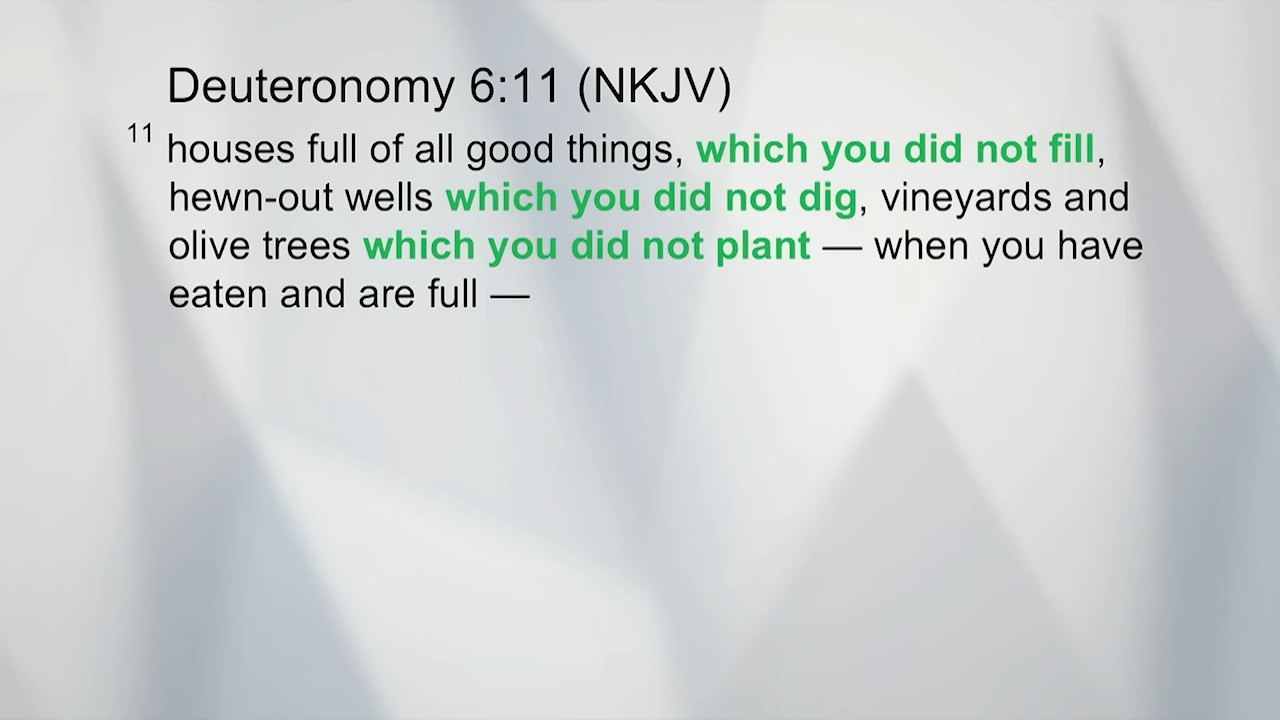 Deuteronomy 6:11 (NKJV)
11 houses full of all good things, which you did not fill,
hewn-out wells which you did not dig, vineyards and
olive trees which you did not plant — when you have
eaten and are full —